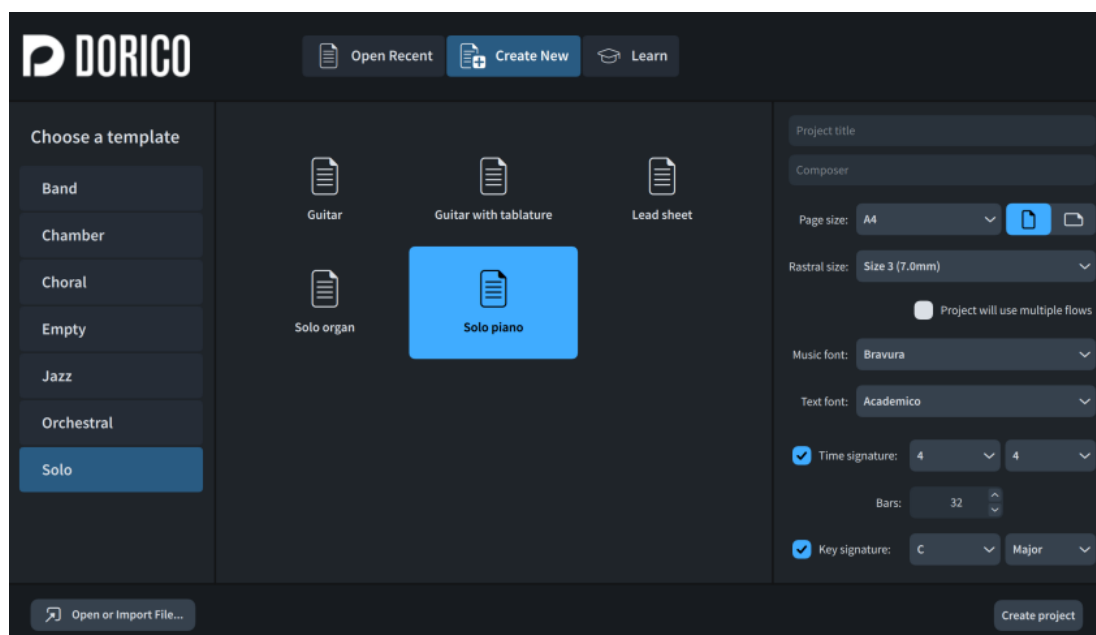 DORICO
Open Recent
Create New
Learn
Choose a template
Band
Chamber
Choral
Empty
Jazz
Orchestral
Solo
Guitar
Guitar with tablature
Lead sheet
Solo organ
Solo piano
Project title
Composer
Page size: A4
Rastral size: Size 3 (7.0mm)
Project will use multiple flows
Music font: Bravura
Text font: Academico
Time signature: 4 4
Bars: 32
Key signature: C Major
Open or Import File...
Create project